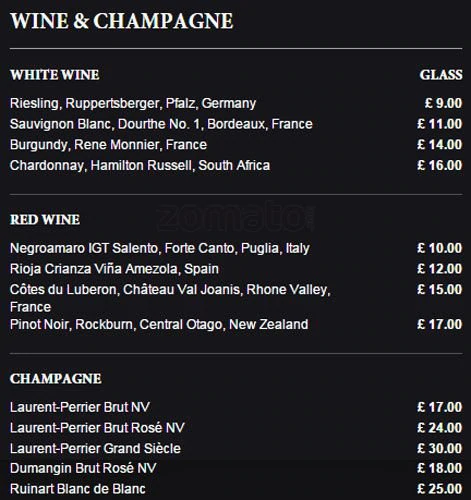 WINE & CHAMPAGNE
WHITE WINE GLASS
Riesling, Ruppertsberger, Pfalz, Germany £ 9.00
Sauvignon Blanc, Dourthe No. 1, Bordeaux, France £ 11.00
Burgundy, Rene Monnier, France £ 14.00
Chardonnay, Hamilton Russell, South Africa £ 16.00
zomato
RED WINE
Negroamaro IGT Salento, Forte Canto, Puglia, Italy £ 10.00
Rioja Crianza Viña Amezola, Spain £ 12.00
Côtes du Luberon, Château Val Joanis, Rhone Valley, £ 15.00
France
Pinot Noir, Rockburn, Central Otago, New Zealand £ 17.00
CHAMPAGNE
Laurent-Perrier Brut NV £ 17.00
Laurent-Perrier Brut Rosé NV £ 24.00
Laurent-Perrier Grand Siècle £ 30.00
Dumangin Brut Rosé NV £ 18.00
Ruinart Blanc de Blanc £ 25.00